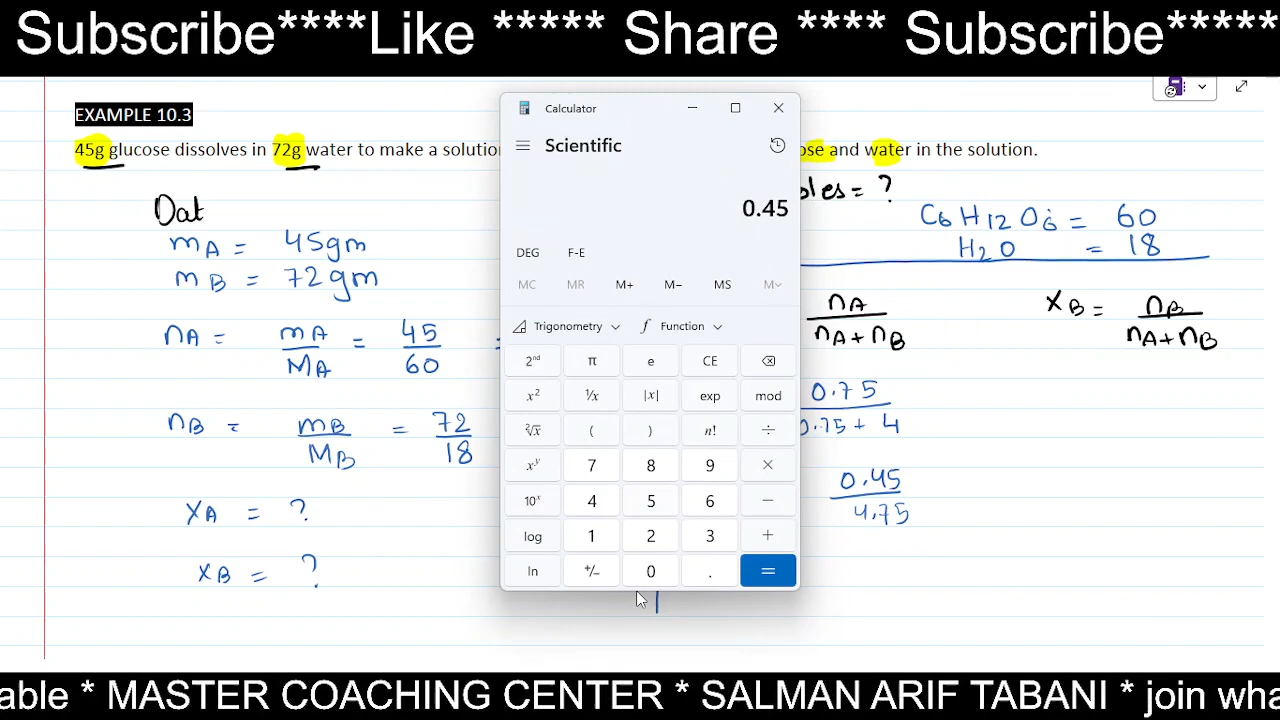 Subscribe****Like ***** Share **** Subscribe*****
EXAMPLE 10.3
45g glucose dissolves in 72g water to make a solution
ose and water in the solution.
Dat
mA = 45gm
mB = 72gm
nA = mA/MA = 45/60 =
nB = mB/MB = 72/18
xA = ?
xB = ?
Calculator
Scientific
0.45
DEG F-E
MC MR M+ M− MS M˅
Trigonometry Function
2ⁿᵈ π e CE
x² ¹/x |x| exp mod
²√x ( ) n! ÷
xʸ 7 8 9 ×
10ˣ 4 5 6 −
log 1 2 3 +
ln +/− 0 . =
les = ?
C6H12O6 = 60
H2O = 18
nA/nA+nB
xB = nB/nA+nB
0.75/0.75 + 4
0.45/4.75
able * MASTER COACHING CENTER * SALMAN ARIF TABANI * join wha